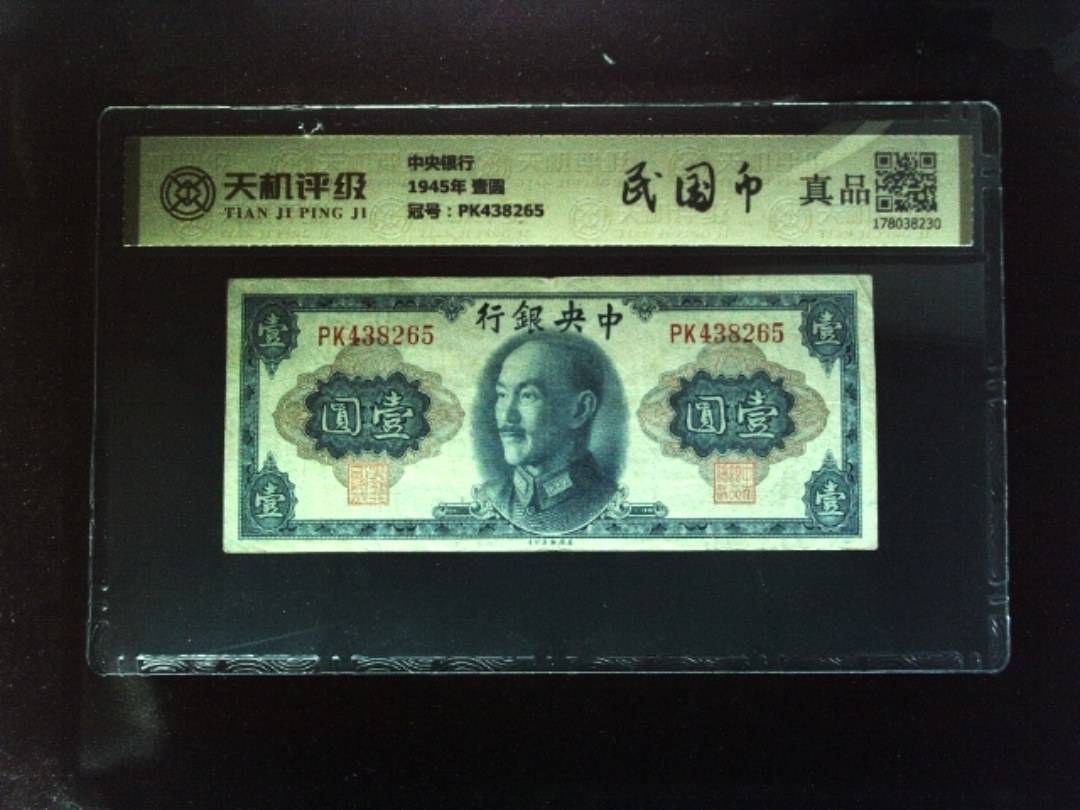 天机评级
TIAN JI PING JI
中央银行
1945年 壹圆
冠号：PK438265
民国币
真品
178038230
行銀央中
PK438265
PK438265
圓壹
圓壹
壹
壹
壹
壹